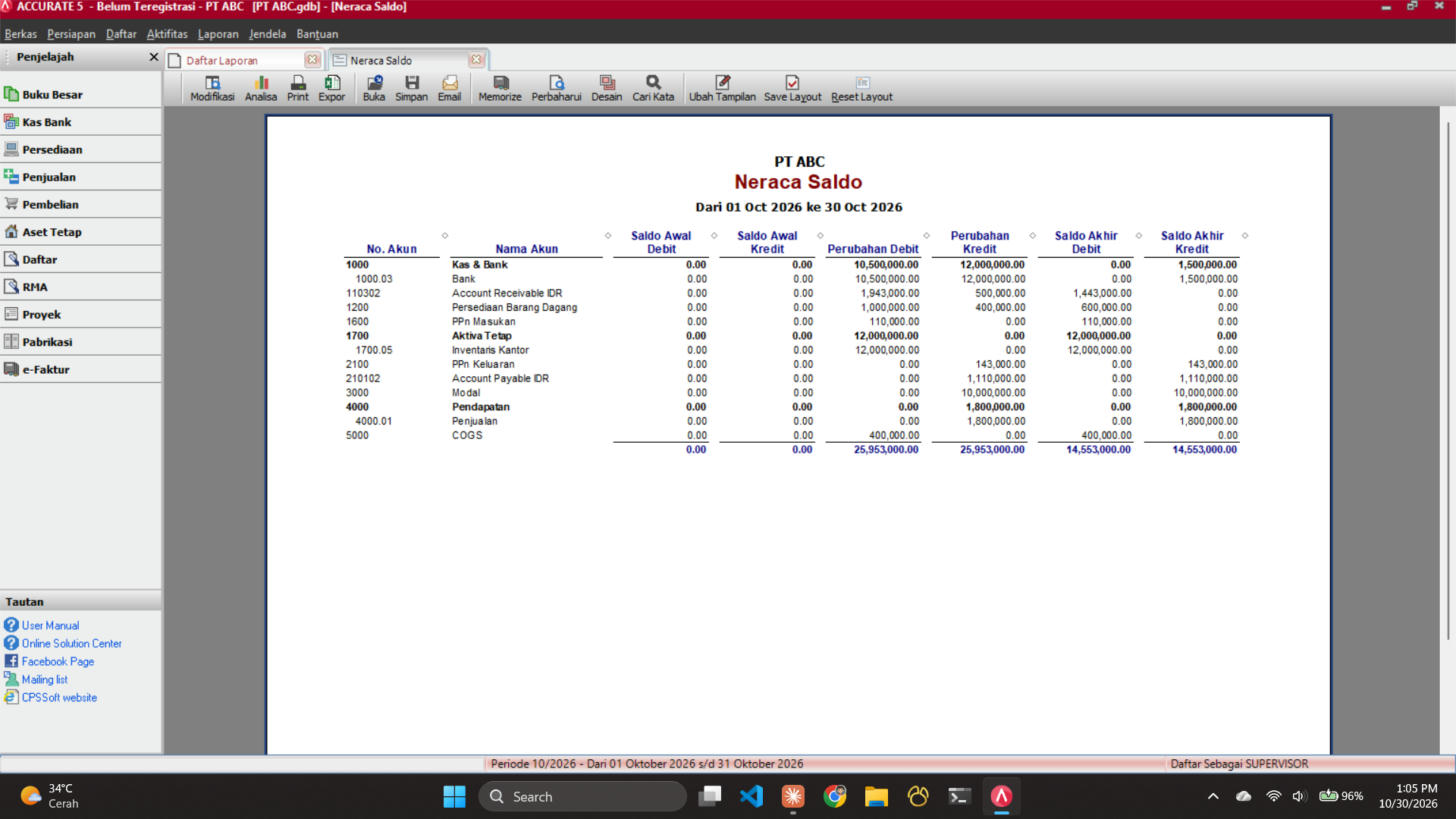 ACCURATE 5 - Belum Teregistrasi - PT ABC [PT ABC.gdb] - [Neraca Saldo]
Berkas Persiapan Daftar Aktifitas Laporan Jendela Bantuan
Penjelajah
Daftar Laporan
Neraca Saldo
Modifikasi Analisa Print Expor Buka Simpan Email Memorize Perbaharui Desain Cari Kata Ubah Tampilan Save Layout Reset Layout
Buku Besar
Kas Bank
Persediaan
Penjualan
Pembelian
Aset Tetap
Daftar
RMA
Proyek
Pabrikasi
e-Faktur
Tautan
User Manual
Online Solution Center
Facebook Page
Mailing list
CPSSoft website
PT ABC
Neraca Saldo
Dari 01 Oct 2026 ke 30 Oct 2026
No. Akun Nama Akun Saldo Awal Debit Saldo Awal Kredit Perubahan Debit Perubahan Kredit Saldo Akhir Debit Saldo Akhir Kredit
1000 Kas & Bank 0.00 0.00 10,500,000.00 12,000,000.00 0.00 1,500,000.00
1000.03 Bank 0.00 0.00 10,500,000.00 12,000,000.00 0.00 1,500,000.00
110302 Account Receivable IDR 0.00 0.00 1,943,000.00 500,000.00 1,443,000.00 0.00
1200 Persediaan Barang Dagang 0.00 0.00 1,000,000.00 400,000.00 600,000.00 0.00
1600 PPn Masukan 0.00 0.00 110,000.00 0.00 110,000.00 0.00
1700 Aktiva Tetap 0.00 0.00 12,000,000.00 0.00 12,000,000.00 0.00
1700.05 Inventaris Kantor 0.00 0.00 12,000,000.00 0.00 12,000,000.00 0.00
2100 PPn Keluaran 0.00 0.00 0.00 143,000.00 0.00 143,000.00
210102 Account Payable IDR 0.00 0.00 0.00 1,110,000.00 0.00 1,110,000.00
3000 Modal 0.00 0.00 0.00 10,000,000.00 0.00 10,000,000.00
4000 Pendapatan 0.00 0.00 0.00 1,800,000.00 0.00 1,800,000.00
4000.01 Penjualan 0.00 0.00 0.00 1,800,000.00 0.00 1,800,000.00
5000 COGS 0.00 0.00 400,000.00 0.00 400,000.00 0.00
0.00 0.00 25,953,000.00 25,953,000.00 14,553,000.00 14,553,000.00
Periode 10/2026 - Dari 01 Oktober 2026 s/d 31 Oktober 2026
Daftar Sebagai SUPERVISOR
34°C
Cerah
Search
96%
1:05 PM
10/30/2026